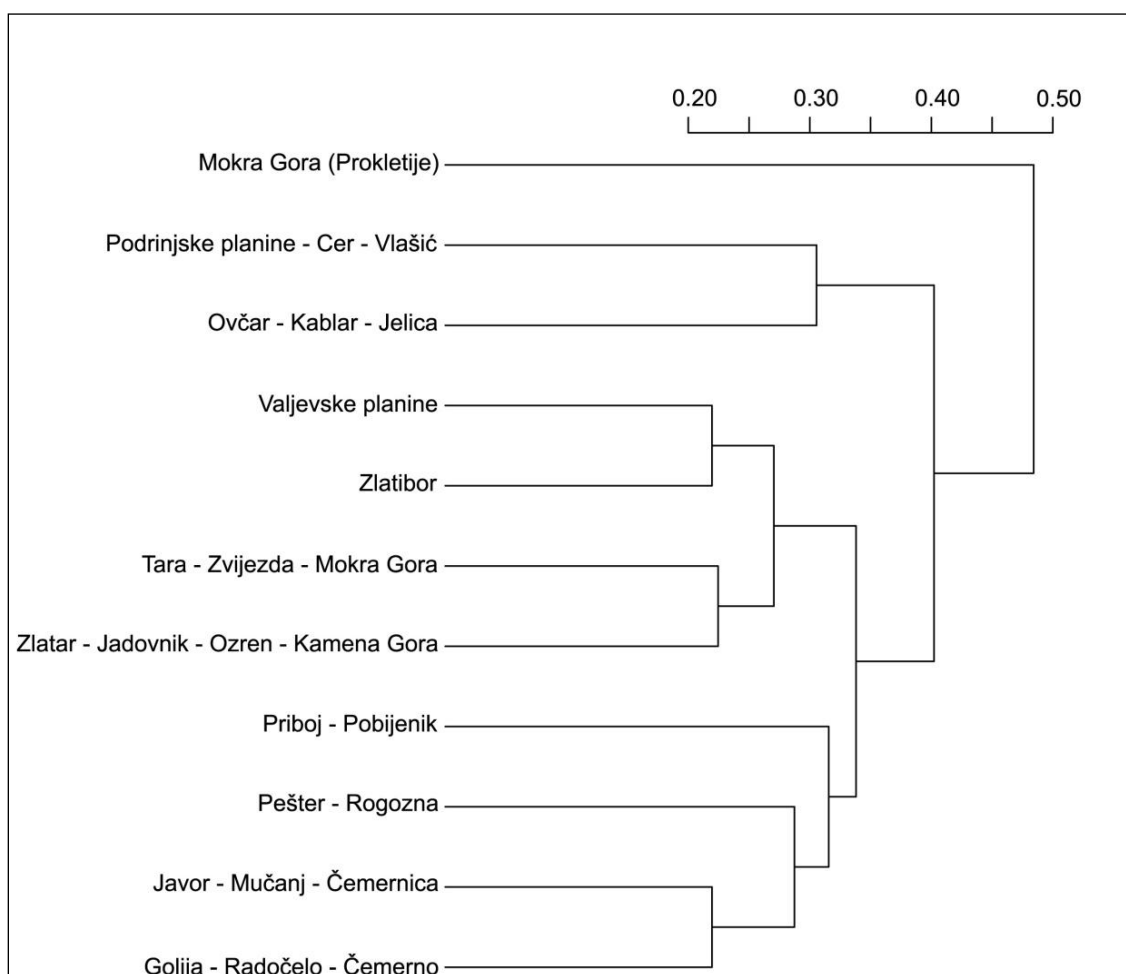 0.20 0.30 0.40 0.50
Mokra Gora (Prokletije)
Podrinjske planine - Cer - Vlašić
Ovčar - Kablar - Jelica
Valjevske planine
Zlatibor
Tara - Zvijezda - Mokra Gora
Zlatar - Jadovnik - Ozren - Kamena Gora
Priboj - Pobijenik
Pešter - Rogozna
Javor - Mučanj - Čemernica
Golija - Radočelo - Čemerno